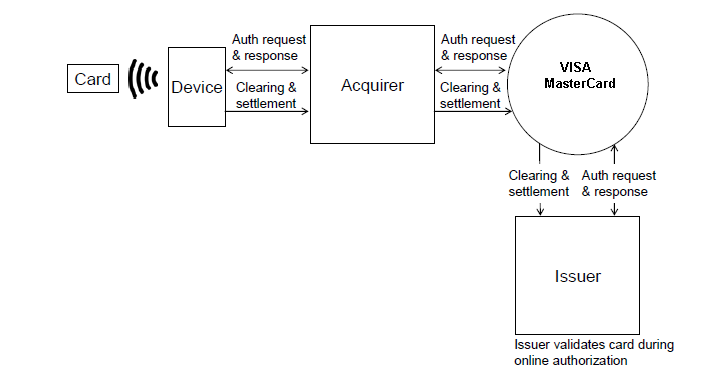 Card
Device
Auth request
& response
Clearing &
settlement
Acquirer
Auth request
& response
Clearing &
settlement
VISA
MasterCard
Clearing &
settlement
Auth request
& response
Issuer
Issuer validates card during
online authorization